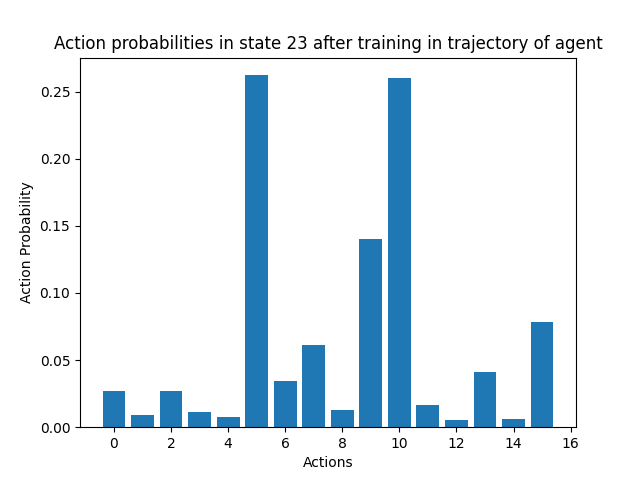 Action probabilities in state 23 after training in trajectory of agent
0.25
0.20
0.15
0.10
0.05
0.00
Action Probability
0 2 4 6 8 10 12 14 16
Actions